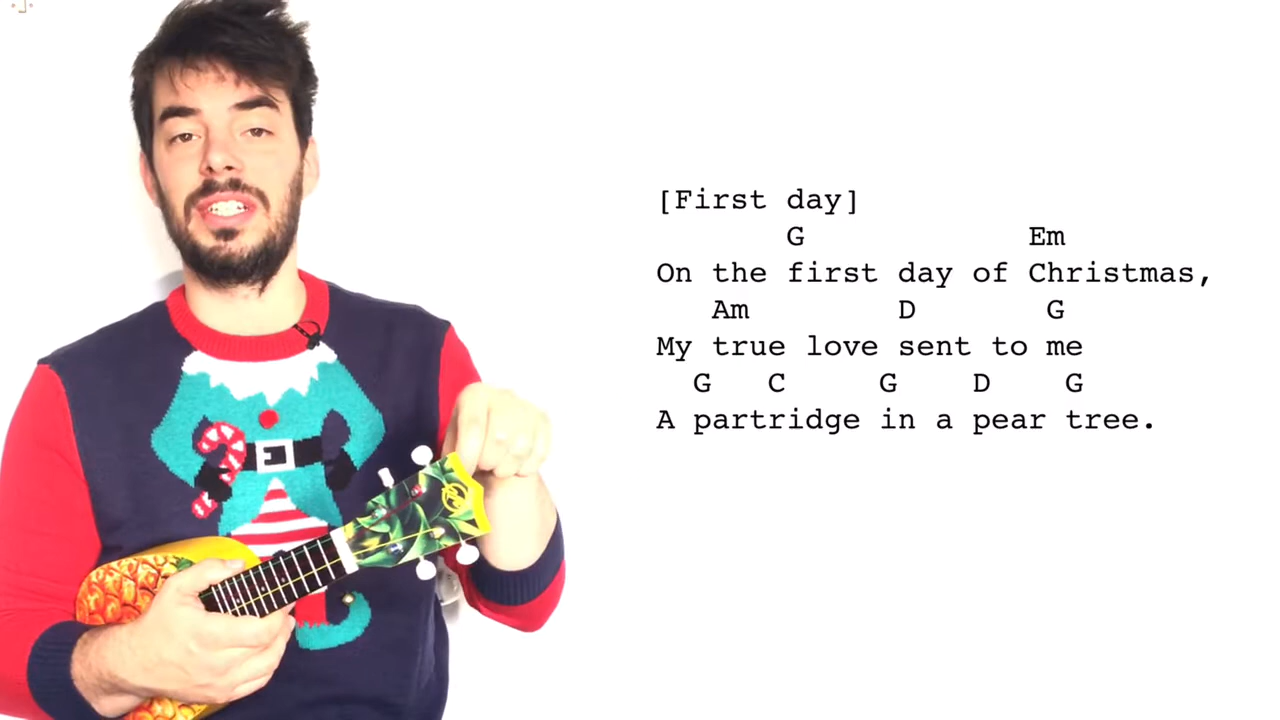 [First day]
G Em
On the first day of Christmas,
Am D G
My true love sent to me
G C G D G
A partridge in a pear tree.